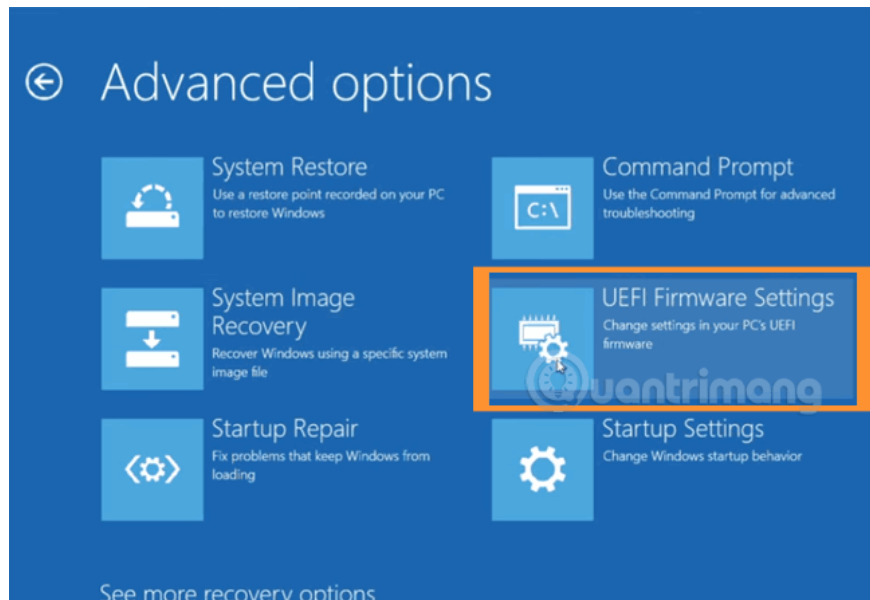 Advanced options
System Restore
Use a restore point recorded on your PC
to restore Windows
Command Prompt
Use the Command Prompt for advanced
troubleshooting
C:\
System Image
Recovery
Recover Windows using a specific system
image file
UEFI Firmware Settings
Change settings in your PC's UEFI
firmware
Quantrimang
Startup Repair
Fix problems that keep Windows from
loading
Startup Settings
Change Windows startup behavior
See more recovery options